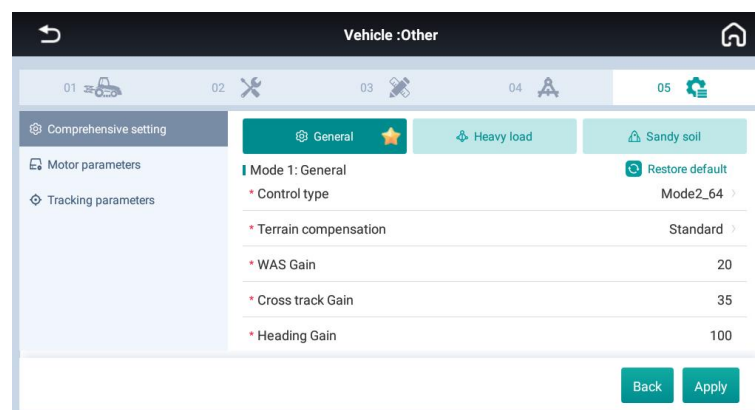 Vehicle :Other
01 02 03 04 05
Comprehensive setting
Motor parameters
Tracking parameters
General Heavy load Sandy soil
Mode 1: General Restore default
* Control type Mode2_64
* Terrain compensation Standard
* WAS Gain 20
* Cross track Gain 35
* Heading Gain 100
Back Apply